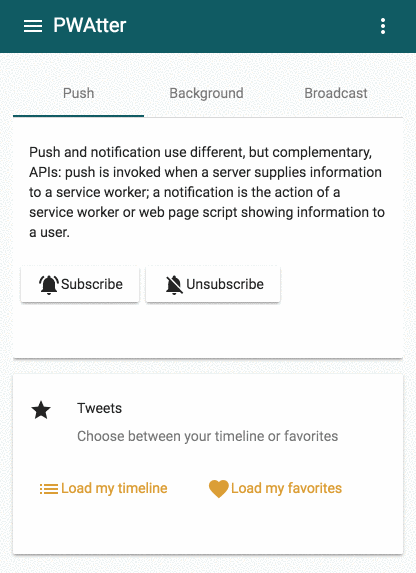 PWAtter
Push Background Broadcast
Push and notification use different, but complementary,
APIs: push is invoked when a server supplies information
to a service worker; a notification is the action of a
service worker or web page script showing information to
a user.
Subscribe Unsubscribe
Tweets
Choose between your timeline or favorites
Load my timeline Load my favorites